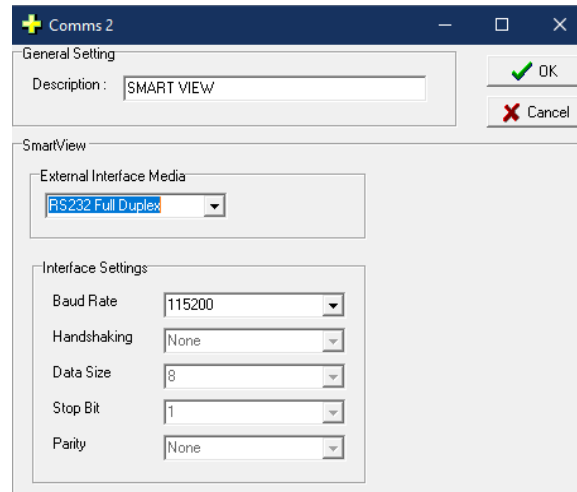 Comms 2
General Setting
Description : SMART VIEW
OK
Cancel
SmartView
External Interface Media
RS232 Full Duplex
Interface Settings
Baud Rate 115200
Handshaking None
Data Size 8
Stop Bit 1
Parity None